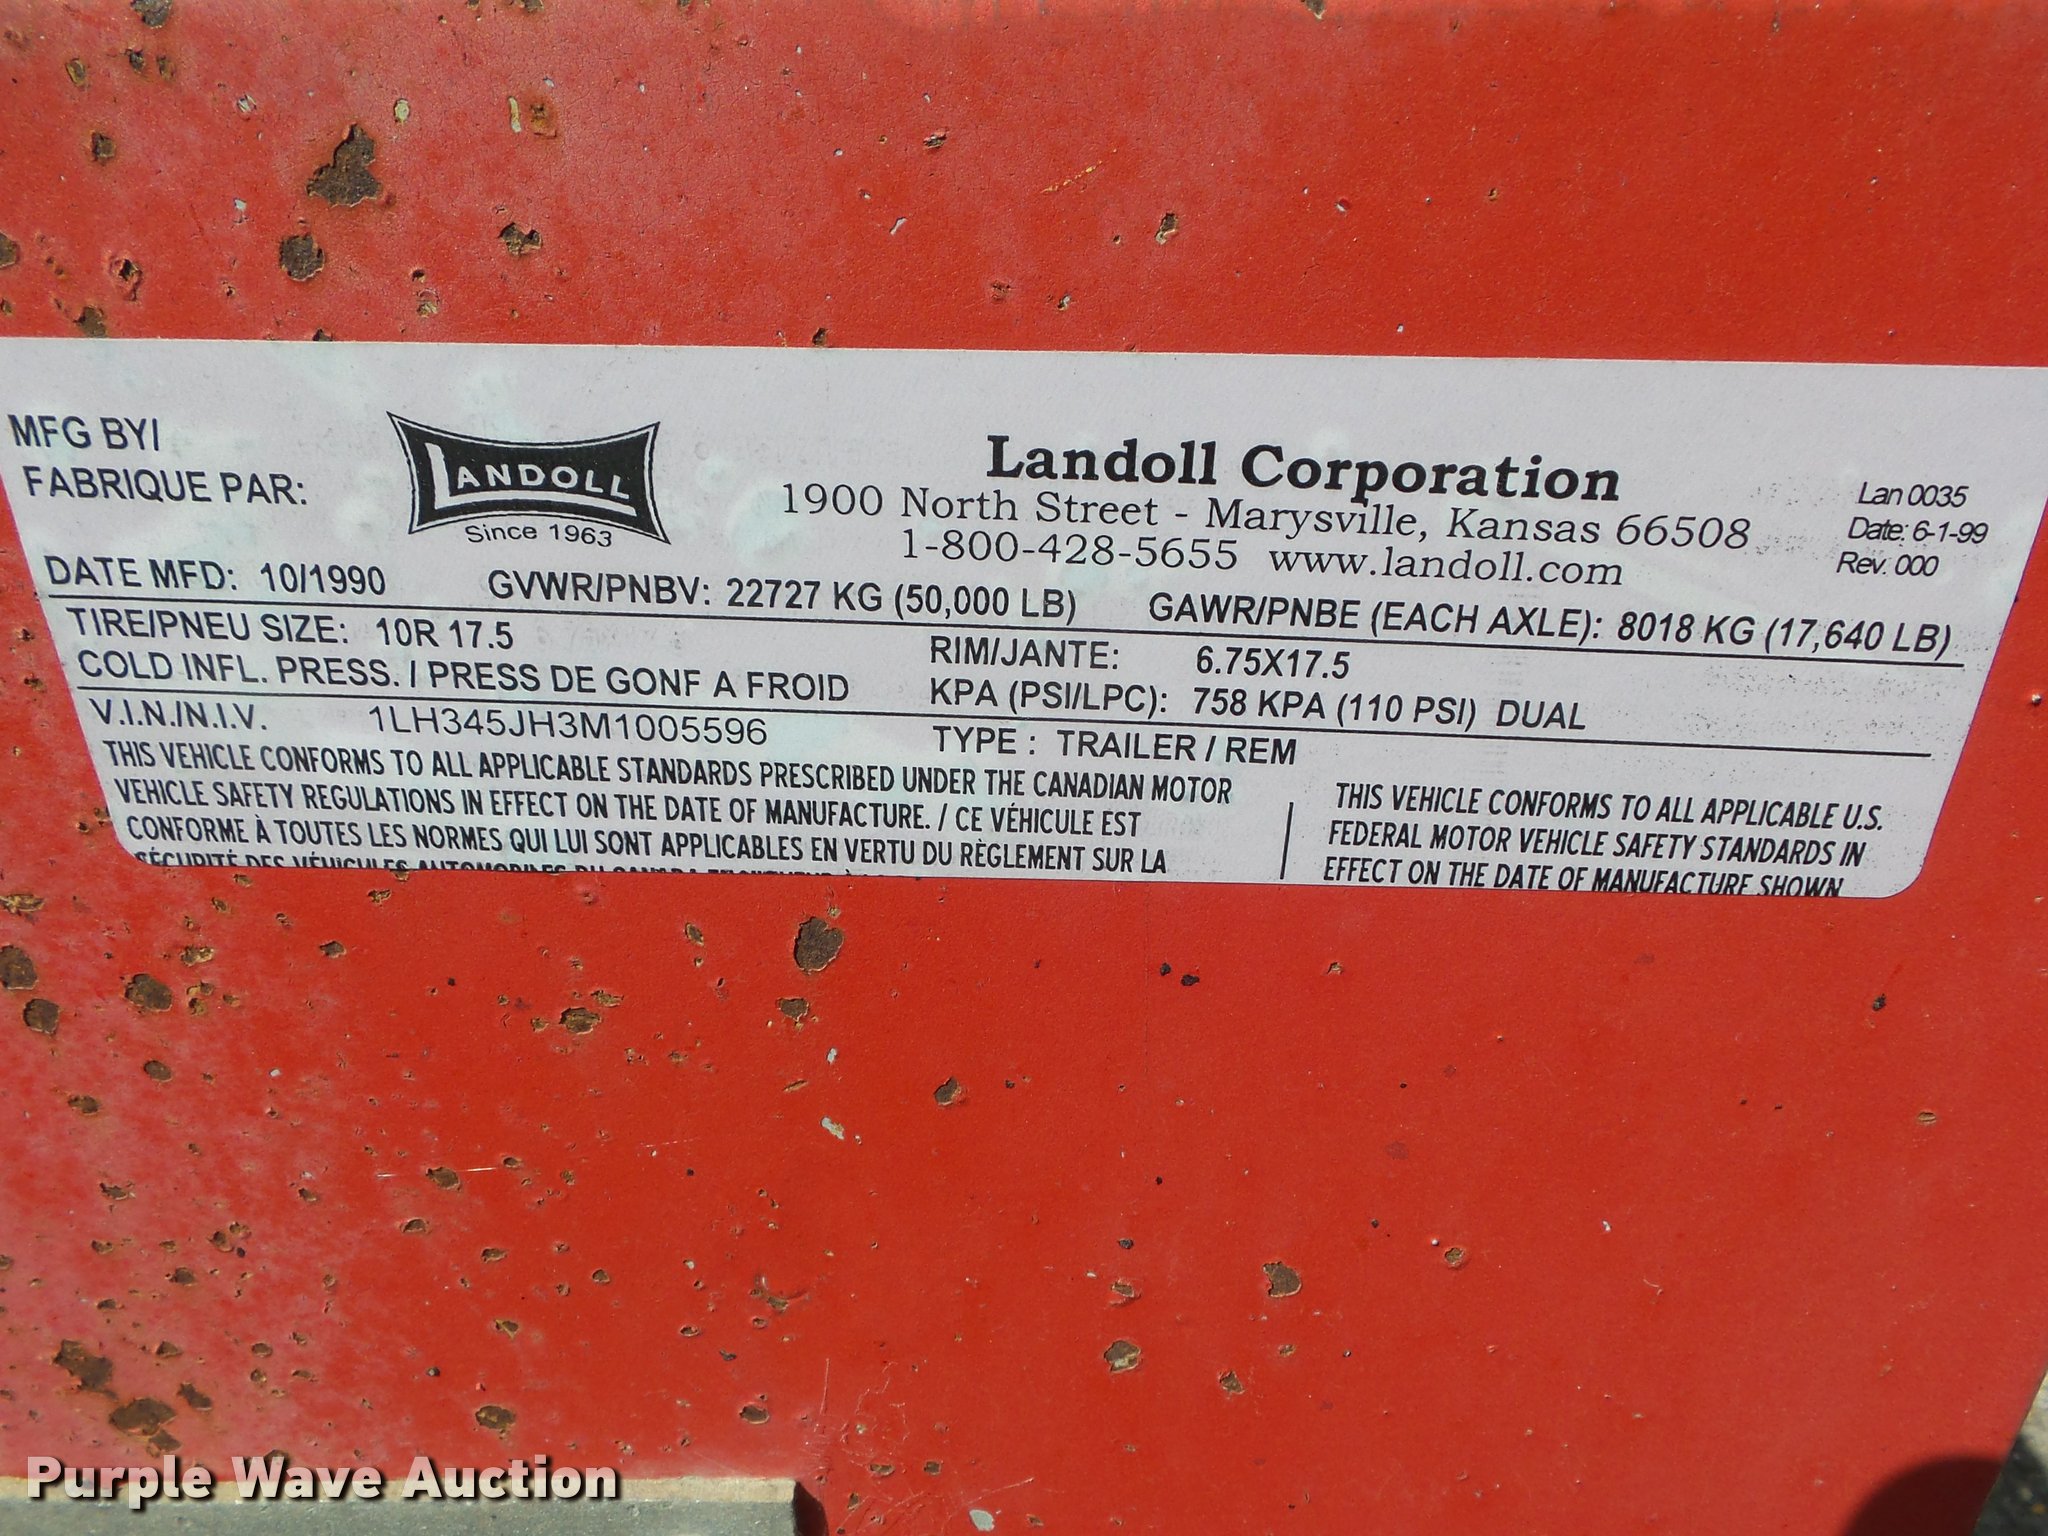 MFG BY/
FABRIQUE PAR:
LANDOLL
Since 1963
Landoll Corporation
1900 North Street - Marysville, Kansas 66508
1-800-428-5655 www.landoll.com
Lan 0035
Date: 6-1-99
Rev. 000
DATE MFD: 10/1990 GVWR/PNBV: 22727 KG (50,000 LB) GAWR/PNBE (EACH AXLE): 8018 KG (17,640 LB)
TIRE/PNEU SIZE: 10R 17.5 RIM/JANTE: 6.75X17.5
COLD INFL. PRESS. / PRESS DE GONF A FROID KPA (PSI/LPC): 758 KPA (110 PSI) DUAL
V.I.N./N.I.V. 1LH345JH3M1005596 TYPE : TRAILER / REM
THIS VEHICLE CONFORMS TO ALL APPLICABLE STANDARDS PRESCRIBED UNDER THE CANADIAN MOTOR
VEHICLE SAFETY REGULATIONS IN EFFECT ON THE DATE OF MANUFACTURE. / CE VÉHICULE EST
CONFORME À TOUTES LES NORMES QUI LUI SONT APPLICABLES EN VERTU DU RÈGLEMENT SUR LA
SÉCURITÉ DES VÉHICULES AUTOMOBILES DU CANADA
THIS VEHICLE CONFORMS TO ALL APPLICABLE U.S.
FEDERAL MOTOR VEHICLE SAFETY STANDARDS IN
EFFECT ON THE DATE OF MANUFACTURE SHOWN
Purple Wave Auction